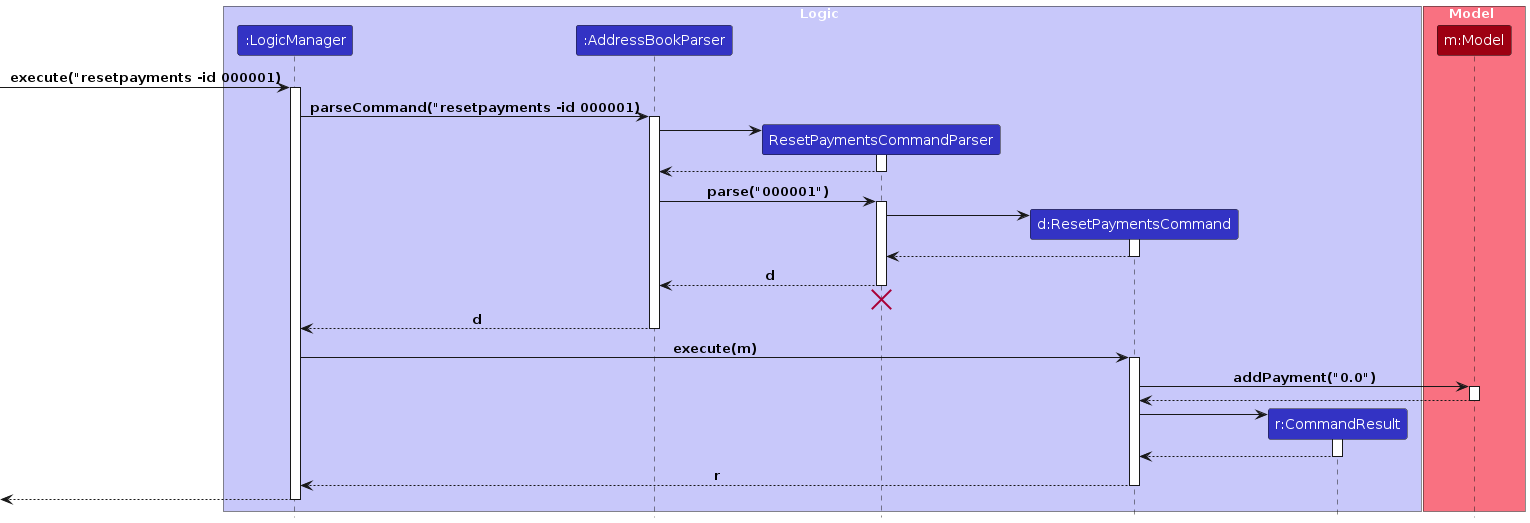 Logic
Model
:LogicManager
:AddressBookParser
m:Model
execute("resetpayments -id 000001)
parseCommand("resetpayments -id 000001)
ResetPaymentsCommandParser
parse("000001")
d:ResetPaymentsCommand
d
d
execute(m)
addPayment("0.0")
r:CommandResult
r